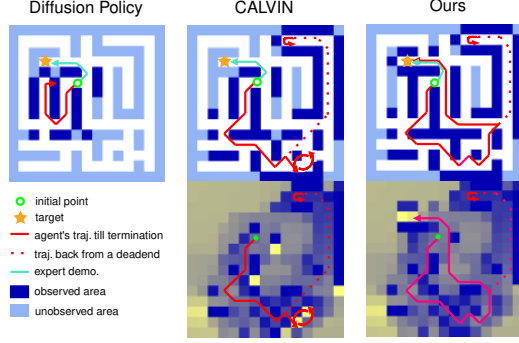 Diffusion Policy
CALVIN
Ours
initial point
target
agent's traj. till termination
traj. back from a deadend
expert demo.
observed area
unobserved area